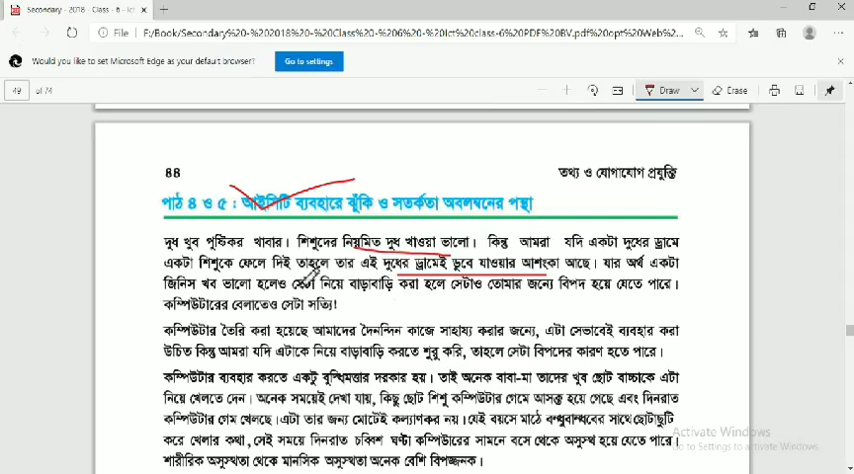 Secondary - 2018 - Class - 6 - Ict
File F:/Book/Secondary%20-%202018%20-%20Class%20-%206%20-%20Ict%20class-6%20PDF%20BV.pdf%20opt%20Web%2...
Would you like to set Microsoft Edge as your default browser? Go to settings
49 of 74 Draw Erase
৪৪ তথ্য ও যোগাযোগ প্রযুক্তি
পাঠ ৪ ও ৫ : আইসিটি ব্যবহারে ঝুঁকি ও সতর্কতা অবলম্বনের পন্থা
দুধ খুব পুষ্টিকর খাবার। শিশুদের নিয়মিত দুধ খাওয়া ভালো। কিন্তু আমরা যদি একটা দুধের ড্রামে
একটা শিশুকে ফেলে দিই তাহলে তার এই দুধের ড্রামেই ডুবে যাওয়ার আশংকা আছে। যার অর্থ একটা
জিনিস খব ভালো হলেও সেটা নিয়ে বাড়াবাড়ি করা হলে সেটাও তোমার জন্যে বিপদ হয়ে যেতে পারে।
কম্পিউটারের বেলাতেও সেটা সত্যি!
কম্পিউটার তৈরি করা হয়েছে আমাদের দৈনন্দিন কাজে সাহায্য করার জন্যে, এটা সেভাবেই ব্যবহার করা
উচিত কিন্তু আমরা যদি এটাকে নিয়ে বাড়াবাড়ি করতে শুরু করি, তাহলে সেটা বিপদের কারণ হতে পারে।
কম্পিউটার ব্যবহার করতে একটু বুদ্ধিমত্তার দরকার হয়। তাই অনেক বাবা-মা তাদের খুব ছোট বাচ্চাকে এটা
নিয়ে খেলতে দেন। অনেক সময়েই দেখা যায়, কিছু ছোট শিশু কম্পিউটার গেমে আসক্ত হয়ে গেছে এবং দিনরাত
কম্পিউটার গেম খেলছে। এটা তার জন্য মোটেই কল্যাণকর নয়। যেই বয়সে মাঠে বন্ধুবান্ধবের সাথে ছোটাছুটি
করে খেলার কথা, সেই সময়ে দিনরাত চব্বিশ ঘণ্টা কম্পিউারের সামনে বসে থেকে অসুস্থ হয়ে যেতে পারে।
শারীরিক অসুস্থতা থেকে মানসিক অসুস্থতা অনেক বেশি বিপজ্জনক।
Activate Windows
Go to Settings to activate Windows